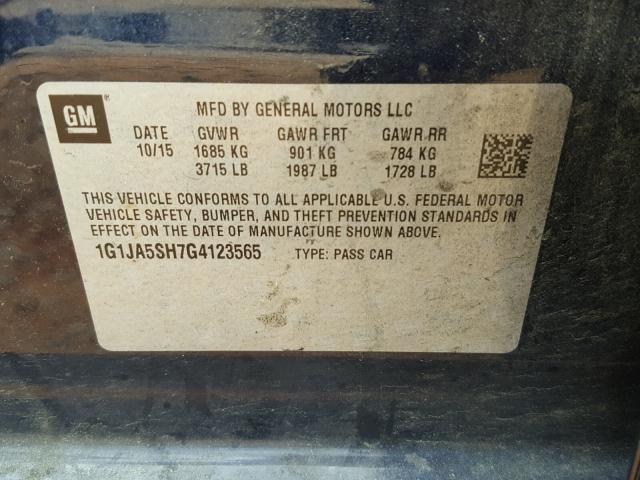 GM
MFD BY GENERAL MOTORS LLC
DATE GVWR GAWR FRT GAWR RR
10/15 1685 KG 901 KG 784 KG
3715 LB 1987 LB 1728 LB
THIS VEHICLE CONFORMS TO ALL APPLICABLE U.S. FEDERAL MOTOR
VEHICLE SAFETY, BUMPER, AND THEFT PREVENTION STANDARDS IN
EFFECT ON THE DATE OF MANUFACTURE SHOWN ABOVE.
1G1JA5SH7G4123565 TYPE: PASS CAR